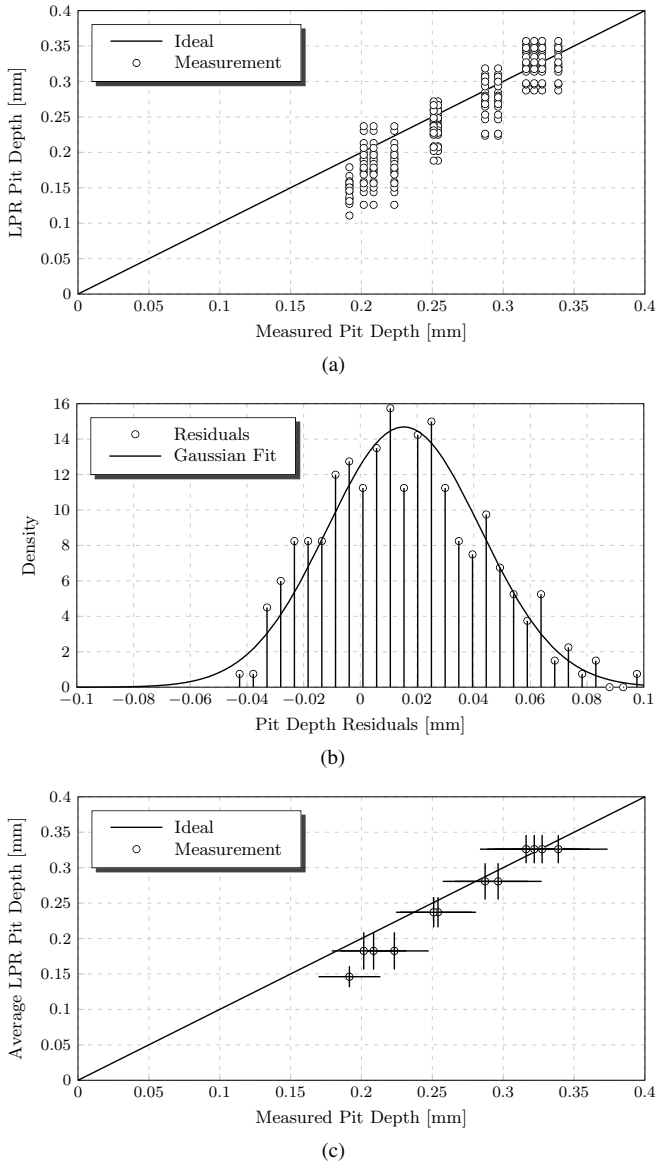 0.4
0.35
0.3
0.25
0.2
0.15
0.1
0.05
0
LPR Pit Depth [mm]
Ideal
Measurement
0 0.05 0.1 0.15 0.2 0.25 0.3 0.35 0.4
Measured Pit Depth [mm]
(a)
16
14
12
10
8
6
4
2
0
Density
Residuals
Gaussian Fit
−0.1 −0.08 −0.06 −0.04 −0.02 0 0.02 0.04 0.06 0.08 0.1
Pit Depth Residuals [mm]
(b)
0.4
0.35
0.3
0.25
0.2
0.15
0.1
0.05
0
Average LPR Pit Depth [mm]
Ideal
Measurement
0 0.05 0.1 0.15 0.2 0.25 0.3 0.35 0.4
Measured Pit Depth [mm]
(c)